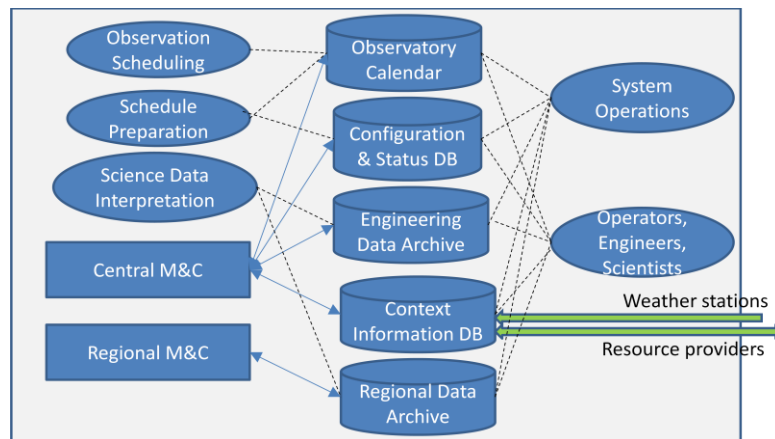 Observation
Scheduling
Observatory
Calendar
System
Operations
Schedule
Preparation
Configuration
& Status DB
Science Data
Interpretation
Engineering
Data Archive
Operators,
Engineers,
Scientists
Central M&C
Context
Information DB
Weather stations
Resource providers
Regional M&C
Regional Data
Archive